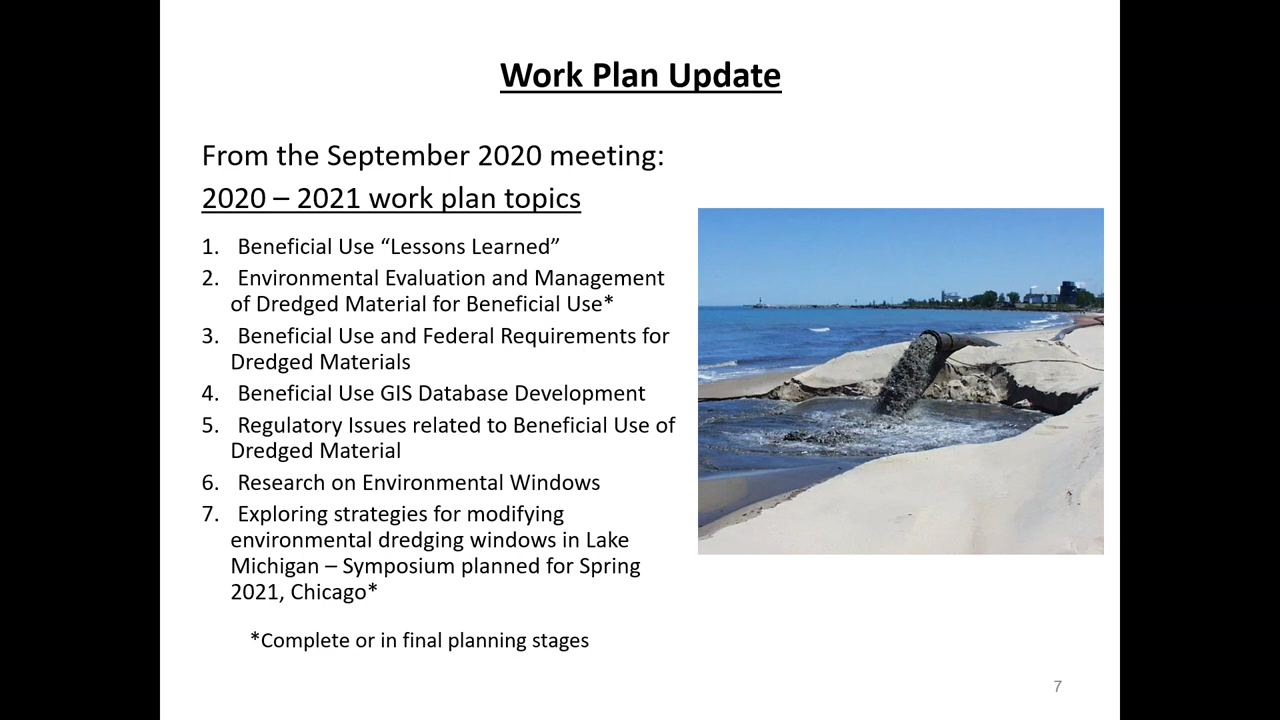 Work Plan Update
From the September 2020 meeting:
2020 – 2021 work plan topics
1. Beneficial Use “Lessons Learned”
2. Environmental Evaluation and Management
of Dredged Material for Beneficial Use*
3. Beneficial Use and Federal Requirements for
Dredged Materials
4. Beneficial Use GIS Database Development
5. Regulatory Issues related to Beneficial Use of
Dredged Material
6. Research on Environmental Windows
7. Exploring strategies for modifying
environmental dredging windows in Lake
Michigan – Symposium planned for Spring
2021, Chicago*
*Complete or in final planning stages
7